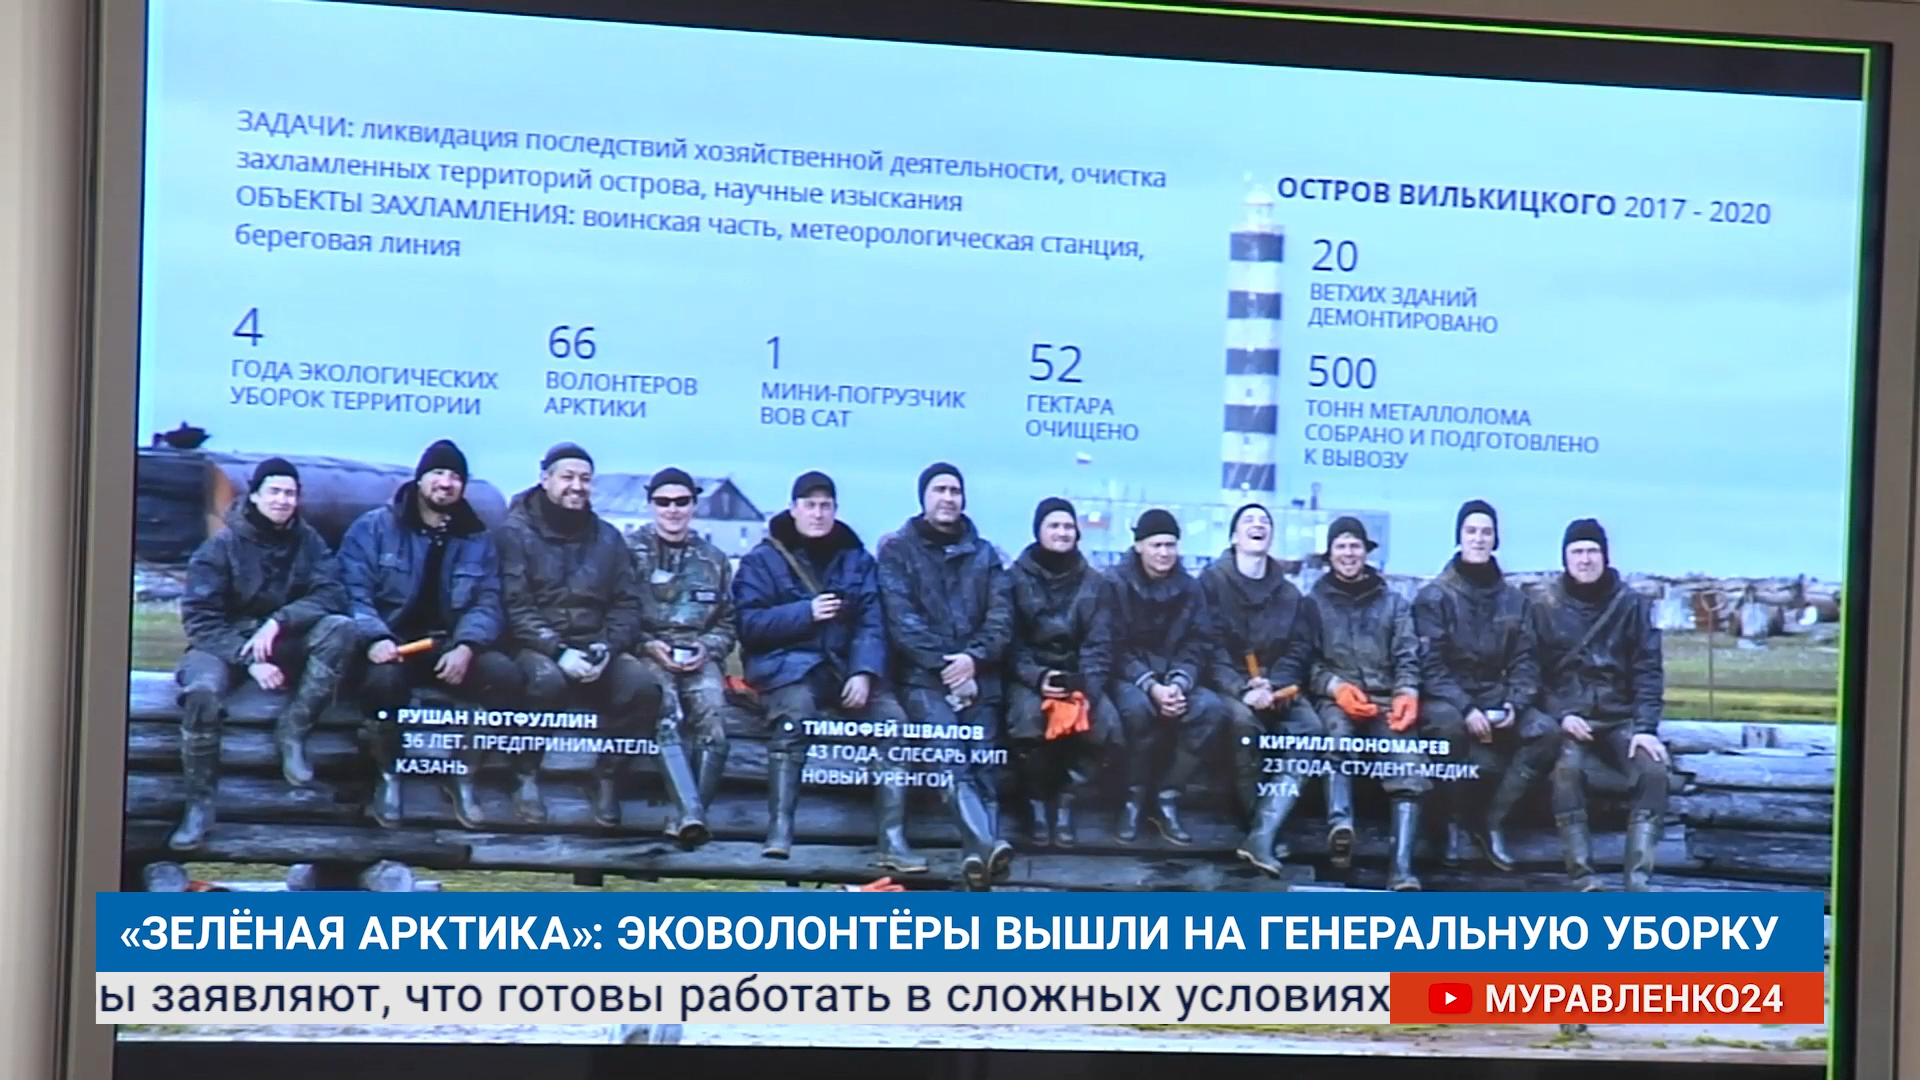 ЗАДАЧИ: ликвидация последствий хозяйственной деятельности, очистка
захламленных территорий острова, научные изыскания
ОБЪЕКТЫ ЗАХЛАМЛЕНИЯ: воинская часть, метеорологическая станция,
береговая линия
ОСТРОВ ВИЛЬКИЦКОГО 2017 - 2020
20
ВЕТХИХ ЗДАНИЙ
ДЕМОНТИРОВАНО
500
ТОНН МЕТАЛЛОЛОМА
СОБРАНО И ПОДГОТОВЛЕНО
К ВЫВОЗУ
4
ГОДА ЭКОЛОГИЧЕСКИХ
УБОРОК ТЕРРИТОРИИ
66
ВОЛОНТЕРОВ
АРКТИКИ
1
МИНИ-ПОГРУЗЧИК
BOB CAT
52
ГЕКТАРА
ОЧИЩЕНО
• РУШАН НОТФУЛЛИН
36 ЛЕТ, ПРЕДПРИНИМАТЕЛЬ
КАЗАНЬ
• ТИМОФЕЙ ШВАЛОВ
43 ГОДА, СЛЕСАРЬ КИП
НОВЫЙ УРЕНГОЙ
• КИРИЛЛ ПОНОМАРЕВ
23 ГОДА, СТУДЕНТ-МЕДИК
УХТА
«ЗЕЛЁНАЯ АРКТИКА»: ЭКОВОЛОНТЁРЫ ВЫШЛИ НА ГЕНЕРАЛЬНУЮ УБОРКУ
ы заявляют, что готовы работать в сложных условиях
МУРАВЛЕНКО24